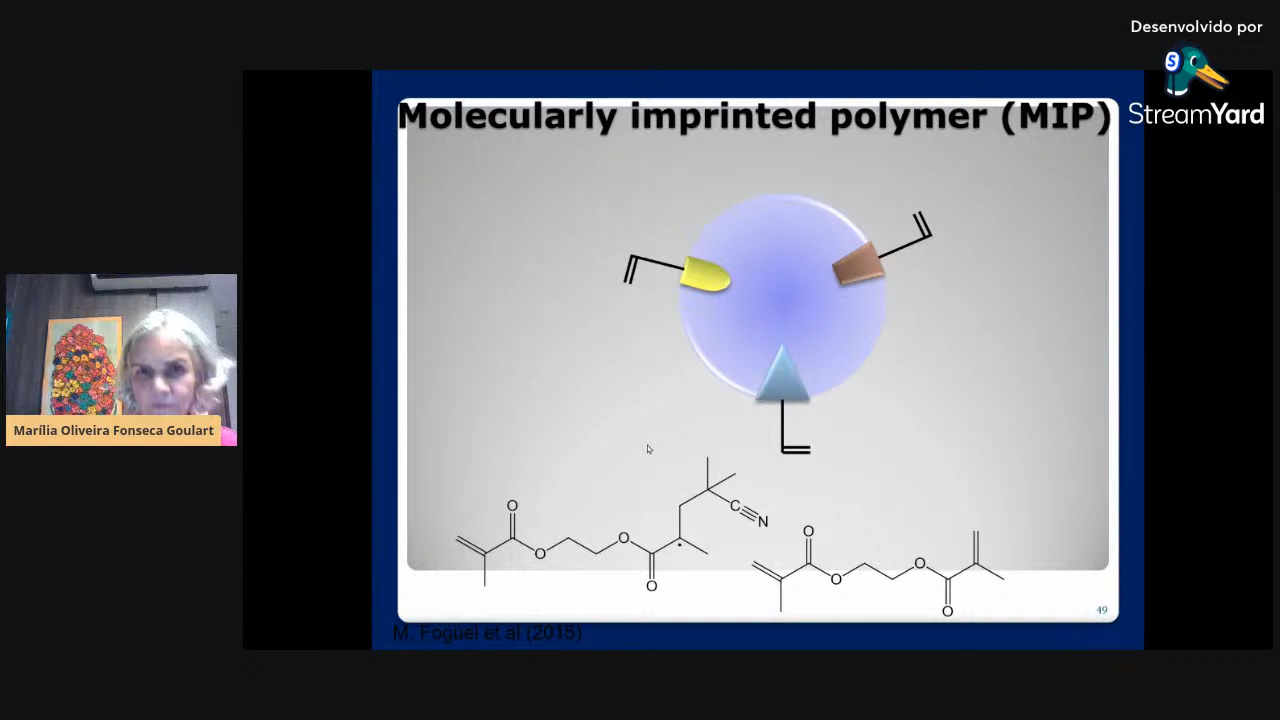 Desenvolvido por
S
StreamYard
Molecularly imprinted polymer (MIP)
Marília Oliveira Fonseca Goulart
C N
O
O
O
O
O
O
O
O
49
M. Foguel et al (2015)